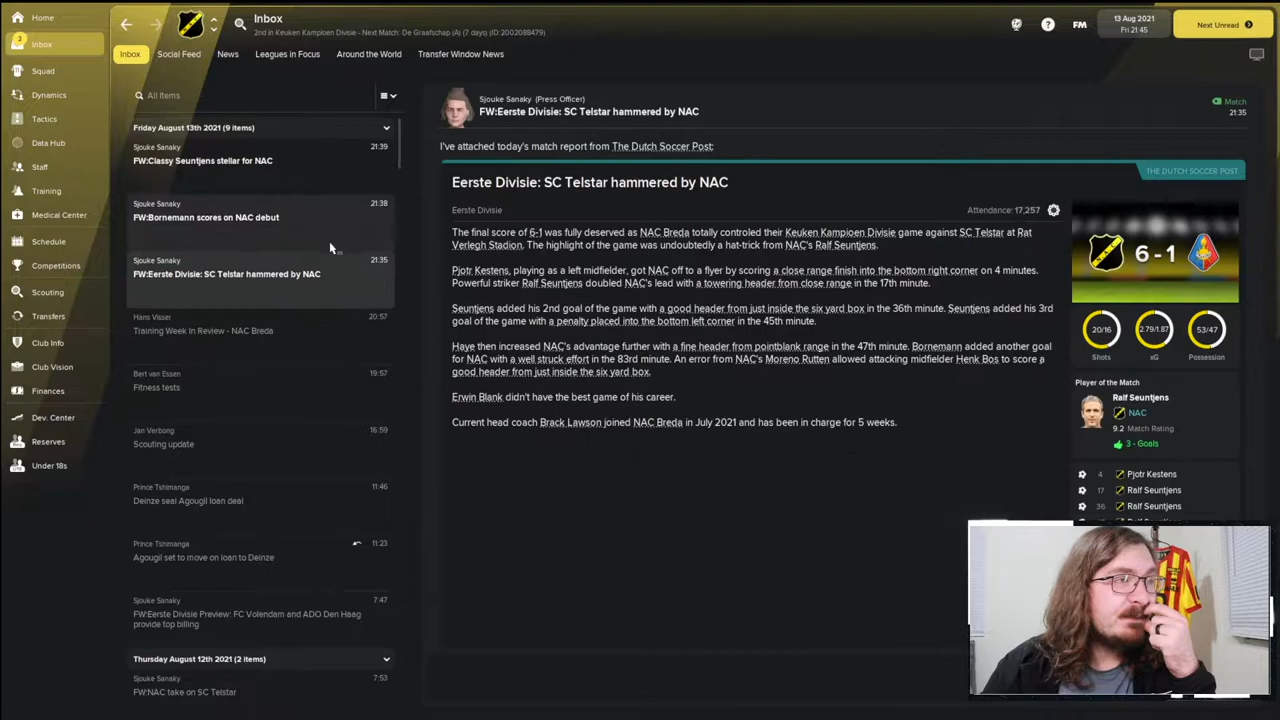 Home
Inbox
2nd in Keuken Kampioen Divisie - Next Match: De Graafschap (A) (7 days) (ID:2002088479)
FM
13 Aug 2021
Fri 21:45
Next Unread
2
Inbox
Squad
Dynamics
Tactics
Data Hub
Staff
Training
Medical Center
Schedule
Competitions
Scouting
Transfers
Club Info
Club Vision
Finances
Dev. Center
Reserves
Under 18s
Inbox
Social Feed
News
Leagues in Focus
Around the World
Transfer Window News
All Items
Friday August 13th 2021 (9 items)
Sjouke Sanaky 21:39
FW:Classy Seuntjens stellar for NAC
Sjouke Sanaky 21:38
FW:Bornemann scores on NAC debut
Sjouke Sanaky 21:35
FW:Eerste Divisie: SC Telstar hammered by NAC
Hans Visser 20:57
Training Week In Review - NAC Breda
Bert van Essen 19:57
Fitness tests
Jan Verbong 16:59
Scouting update
Prince Tshimanga 11:46
Deinze seal Agougil loan deal
Prince Tshimanga 11:23
Agougil set to move on loan to Deinze
Sjouke Sanaky 7:47
FW:Eerste Divisie Preview: FC Volendam and ADO Den Haag
provide top billing
Thursday August 12th 2021 (2 items)
Sjouke Sanaky 7:53
FW:NAC take on SC Telstar
Sjouke Sanaky (Press Officer)
FW:Eerste Divisie: SC Telstar hammered by NAC
Match
21:35
I've attached today's match report from The Dutch Soccer Post:
THE DUTCH SOCCER POST
Eerste Divisie: SC Telstar hammered by NAC
Eerste Divisie
Attendance: 17,257
The final score of 6-1 was fully deserved as NAC Breda totally controled their Keuken Kampioen Divisie game against SC Telstar at Rat
Verlegh Stadion. The highlight of the game was undoubtedly a hat-trick from NAC's Ralf Seuntjens.
Pjotr Kestens, playing as a left midfielder, got NAC off to a flyer by scoring a close range finish into the bottom right corner on 4 minutes.
Powerful striker Ralf Seuntjens doubled NAC's lead with a towering header from close range in the 17th minute.
Seuntjens added his 2nd goal of the game with a good header from just inside the six yard box in the 36th minute. Seuntjens added his 3rd
goal of the game with a penalty placed into the bottom left corner in the 45th minute.
Haye then increased NAC's advantage further with a fine header from pointblank range in the 47th minute. Bornemann added another goal
for NAC with a well struck effort in the 83rd minute. An error from NAC's Moreno Rutten allowed attacking midfielder Henk Bos to score a
good header from just inside the six yard box.
Erwin Blank didn't have the best game of his career.
Current head coach Brack Lawson joined NAC Breda in July 2021 and has been in charge for 5 weeks.
6 - 1
20/16
2.79/1.87
53/47
Shots
xG
Possession
Player of the Match
Ralf Seuntjens
NAC
9.2 Match Rating
3 - Goals
4 Pjotr Kestens
17 Ralf Seuntjens
36 Ralf Seuntjens